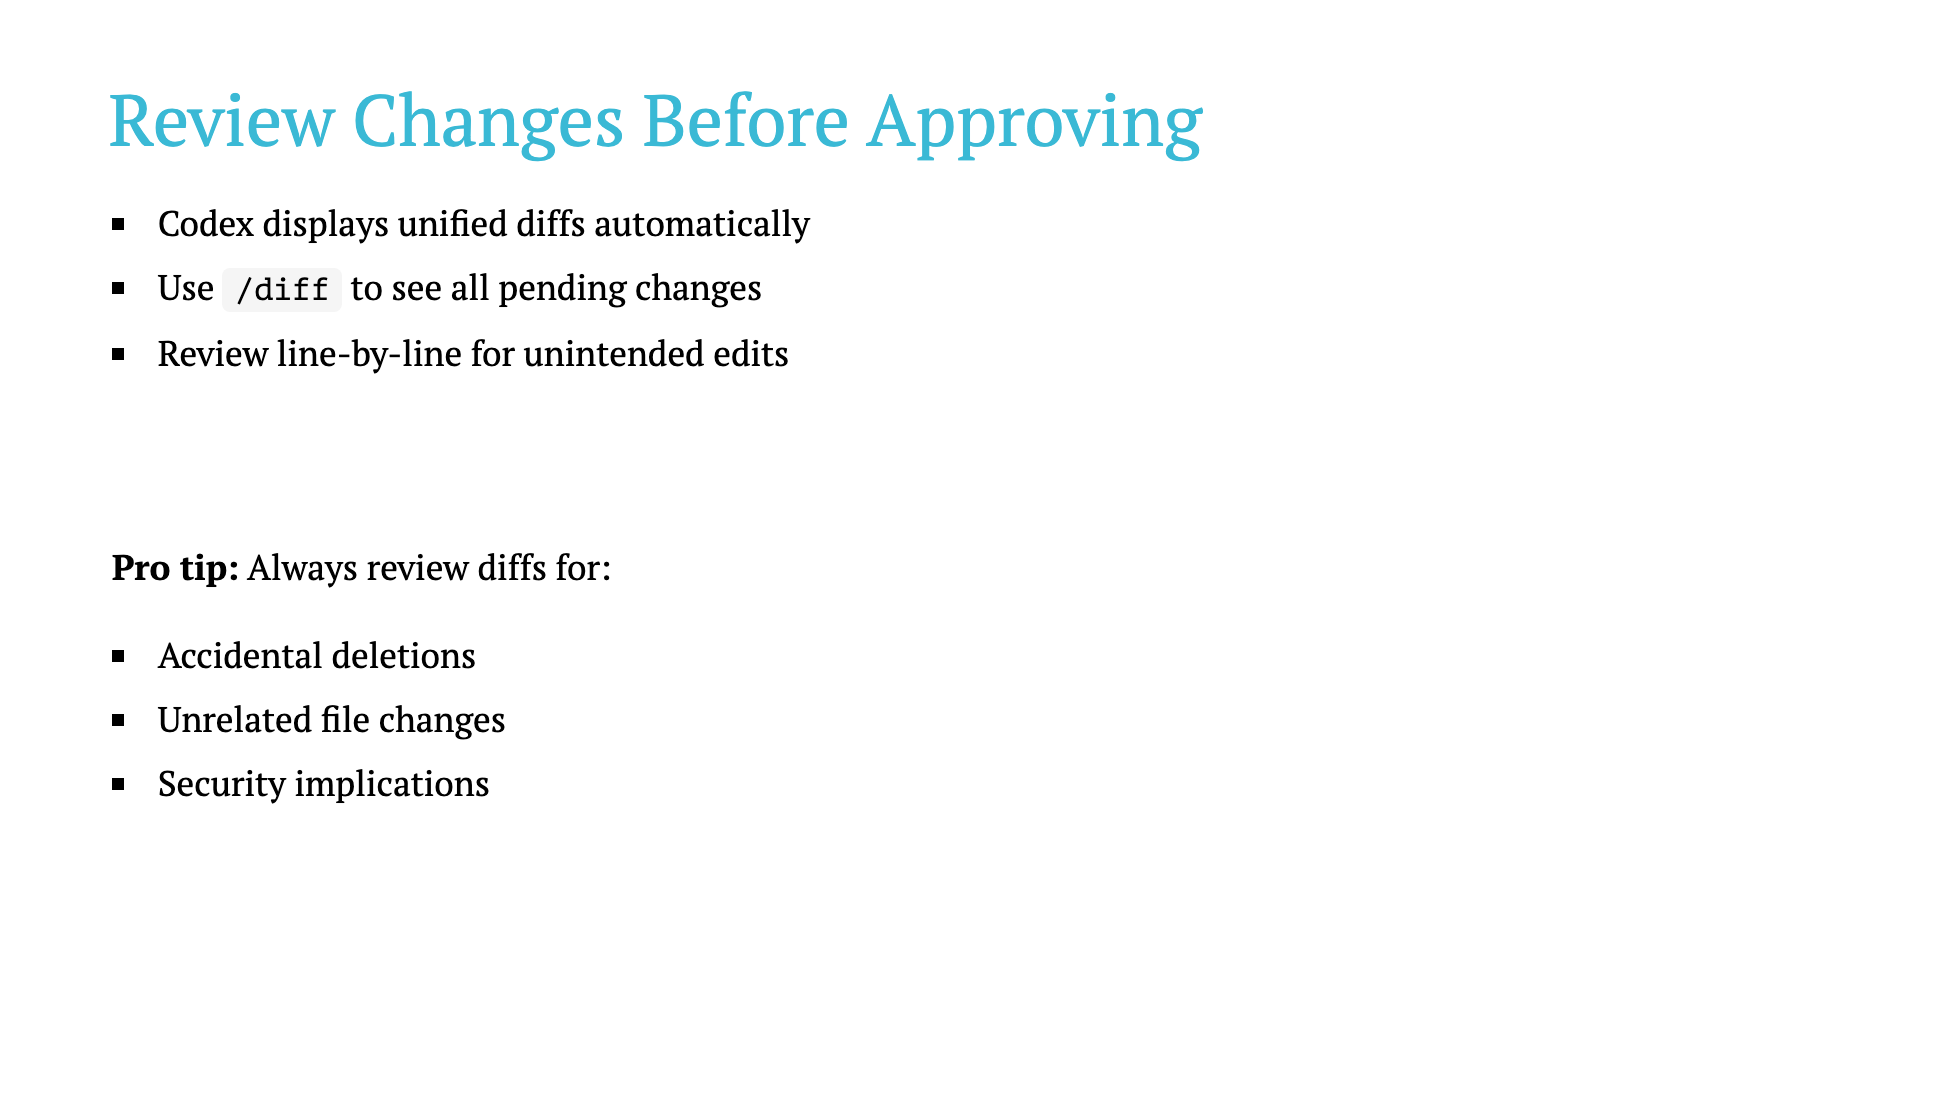 Review Changes Before Approving
▪ Codex displays unified diffs automatically
▪ Use /diff to see all pending changes
▪ Review line-by-line for unintended edits
Pro tip: Always review diffs for:
▪ Accidental deletions
▪ Unrelated file changes
▪ Security implications